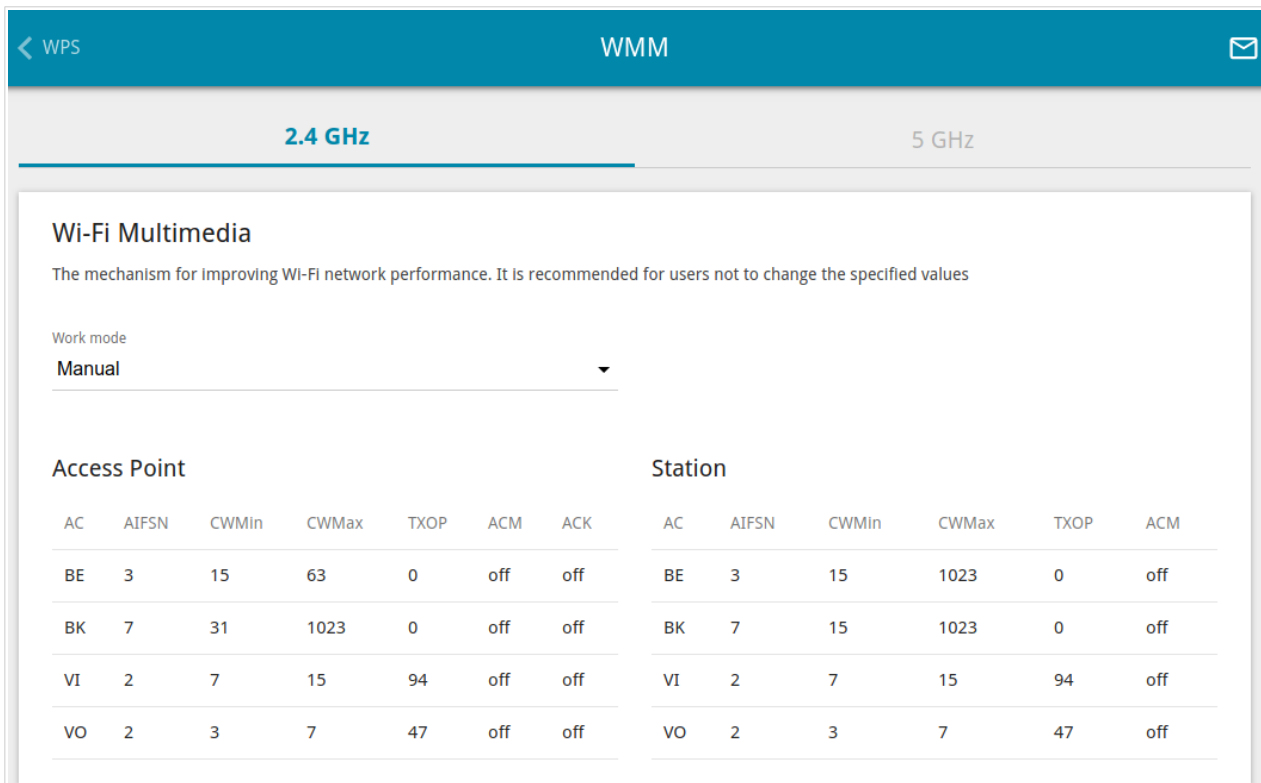 WPS WMM
2.4 GHz 5 GHz
Wi-Fi Multimedia
The mechanism for improving Wi-Fi network performance. It is recommended for users not to change the specified values
Work mode
Manual
Access Point
AC AIFSN CWMin CWMax TXOP ACM ACK
BE 3 15 63 0 off off
BK 7 31 1023 0 off off
VI 2 7 15 94 off off
VO 2 3 7 47 off off
Station
AC AIFSN CWMin CWMax TXOP ACM
BE 3 15 1023 0 off
BK 7 15 1023 0 off
VI 2 7 15 94 off
VO 2 3 7 47 off